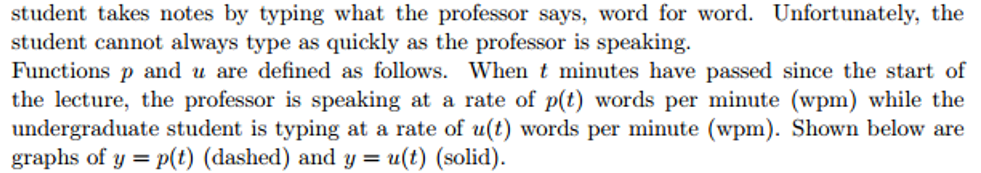 student takes notes by typing what the professor says, word for word. Unfortunately, the
student cannot always type as quickly as the professor is speaking.
Functions p and u are defined as follows. When t minutes have passed since the start of
the lecture, the professor is speaking at a rate of p(t) words per minute (wpm) while the
undergraduate student is typing at a rate of u(t) words per minute (wpm). Shown below are
graphs of y = p(t) (dashed) and y = u(t) (solid).